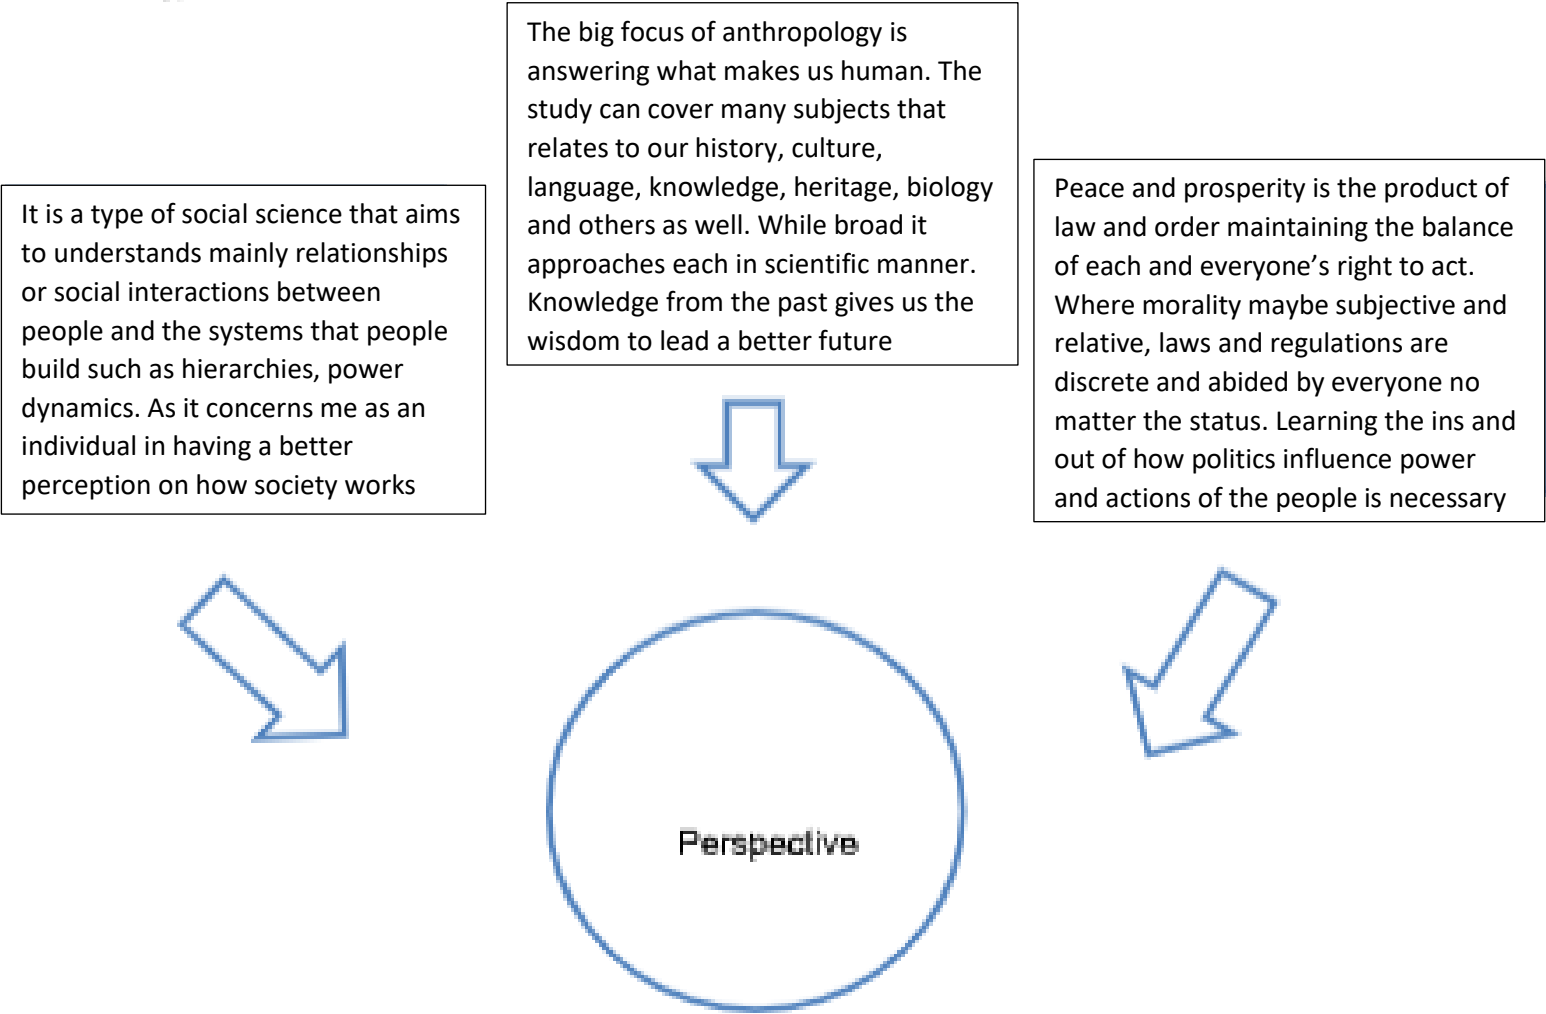 It is a type of social science that aims
to understands mainly relationships
or social interactions between
people and the systems that people
build such as hierarchies, power
dynamics. As it concerns me as an
individual in having a better
perception on how society works
The big focus of anthropology is
answering what makes us human. The
study can cover many subjects that
relates to our history, culture,
language, knowledge, heritage, biology
and others as well. While broad it
approaches each in scientific manner.
Knowledge from the past gives us the
wisdom to lead a better future
Peace and prosperity is the product of
law and order maintaining the balance
of each and everyone’s right to act.
Where morality maybe subjective and
relative, laws and regulations are
discrete and abided by everyone no
matter the status. Learning the ins and
out of how politics influence power
and actions of the people is necessary
Perspective